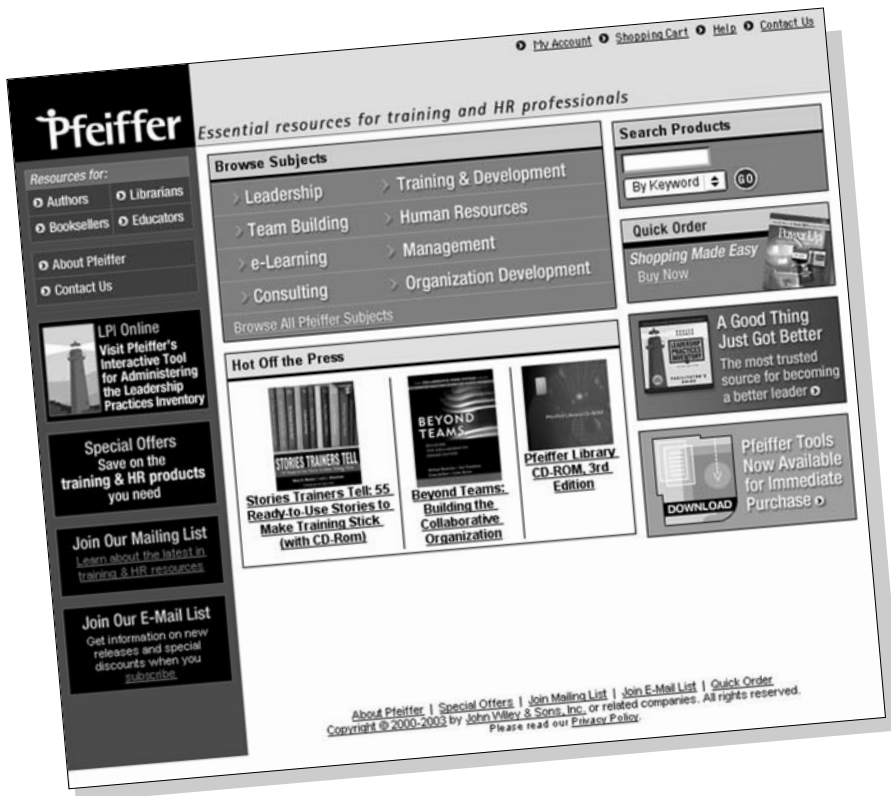 My Account Shopping Cart Help Contact Us
Pfeiffer
Essential resources for training and HR professionals
Resources for:
Authors Librarians
Booksellers Educators
About Pfeiffer
Contact Us
LPI Online
Visit Pfeiffer's
Interactive Tool
for Administering
the Leadership
Practices Inventory
Special Offers
Save on the
training & HR products
you need
Join Our Mailing List
Learn about the latest in
training & HR resources
Join Our E-Mail List
Get information on new
releases and special
discounts when you
subscribe
Browse Subjects
Leadership
Training & Development
Team Building
Human Resources
e-Learning
Management
Consulting
Organization Development
Browse All Pfeiffer Subjects
Hot Off the Press
STORIES TRAINERS TELL
Stories Trainers Tell: 55
Ready-to-Use Stories to
Make Training Stick
(with CD-Rom)
BEYOND
TEAMS
Beyond Teams:
Building the
Collaborative
Organization
Pfeiffer Library
CD-ROM, 3rd
Edition
Search Products
By Keyword GO
Quick Order
Shopping Made Easy
Buy Now
PowerUp
LEADERSHIP
PRACTICES
INVENTORY
A Good Thing
Just Got Better
The most trusted
source for becoming
a better leader
DOWNLOAD
Pfeiffer Tools
Now Available
for Immediate
Purchase
About Pfeiffer | Special Offers | Join Mailing List | Join E-Mail List | Quick Order
Copyright © 2000-2003 by John Wiley & Sons, Inc. or related companies. All rights reserved.
Please read our Privacy Policy.